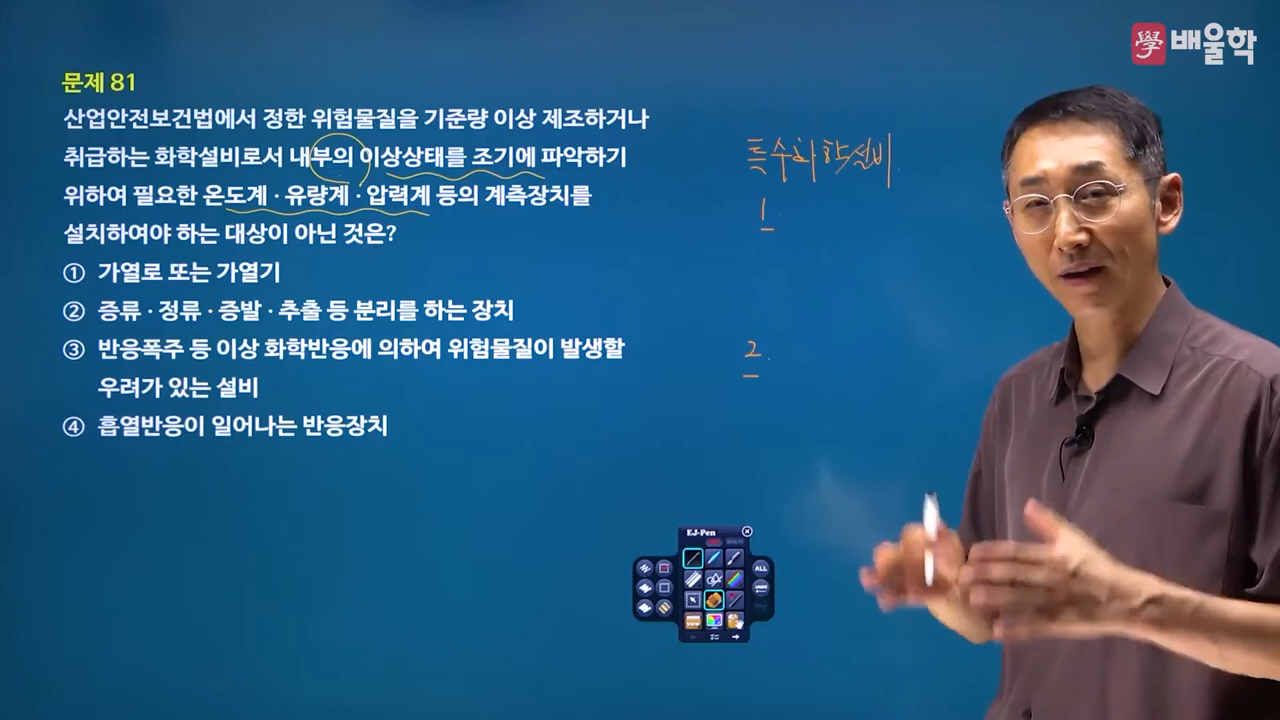 學 배울학
문제 81
산업안전보건법에서 정한 위험물질을 기준량 이상 제조하거나
취급하는 화학설비로서 내부의 이상상태를 조기에 파악하기
위하여 필요한 온도계 · 유량계 · 압력계 등의 계측장치를
설치하여야 하는 대상이 아닌 것은?
① 가열로 또는 가열기
② 증류 · 정류 · 증발 · 추출 등 분리를 하는 장치
③ 반응폭주 등 이상 화학반응에 의하여 위험물질이 발생할
우려가 있는 설비
④ 흡열반응이 일어나는 반응장치
특수화학설비
1
2
EJ-Pen
ALL
UNDO